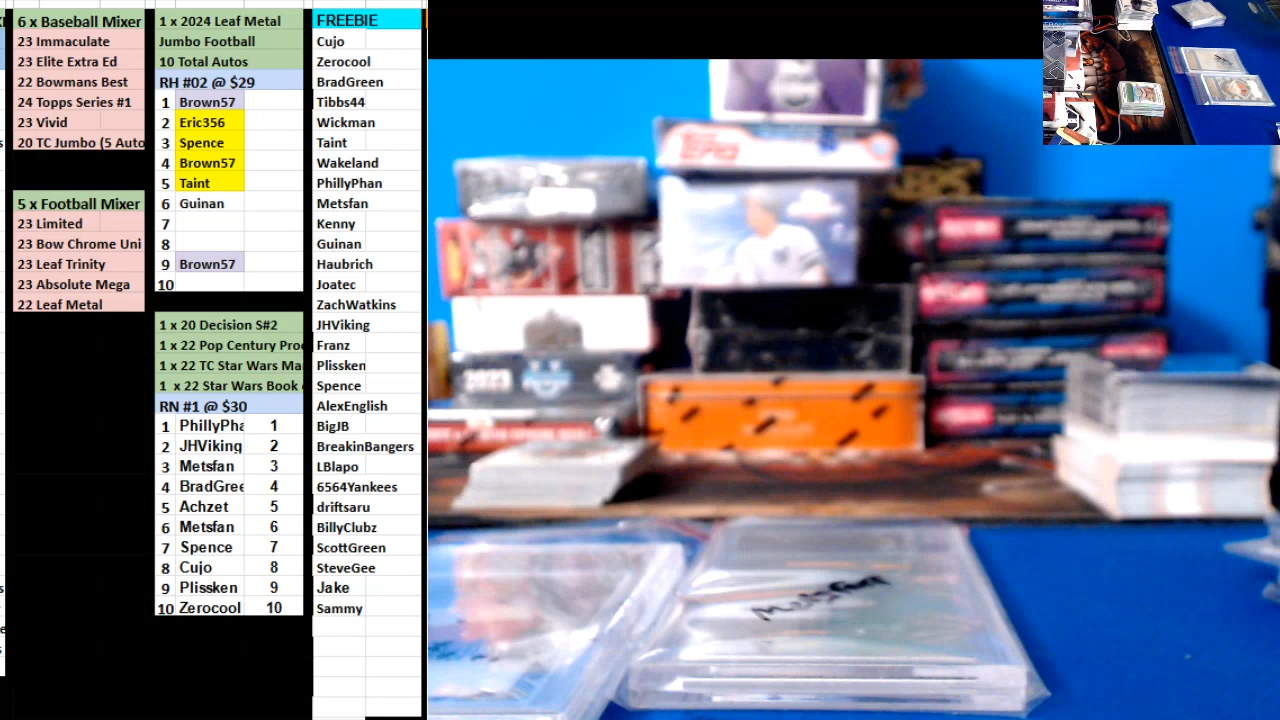 6 x Baseball Mixer
23 Immaculate
23 Elite Extra Ed
22 Bowmans Best
24 Topps Series #1
23 Vivid
20 TC Jumbo (5 Auto
5 x Football Mixer
23 Limited
23 Bow Chrome Uni
23 Leaf Trinity
23 Absolute Mega
22 Leaf Metal
1 x 2024 Leaf Metal
Jumbo Football
10 Total Autos
RH #02 @ $29
1 Brown57
2 Eric356
3 Spence
4 Brown57
5 Taint
6 Guinan
7
8
9 Brown57
10
1 x 20 Decision S#2
1 x 22 Pop Century Pro
1 x 22 TC Star Wars Ma
1 x 22 Star Wars Book
RN #1 @ $30
1 PhillyPha 1
2 JHViking 2
3 Metsfan 3
4 BradGree 4
5 Achzet 5
6 Metsfan 6
7 Spence 7
8 Cujo 8
9 Plissken 9
10 Zerocool 10
FREEBIE
Cujo
Zerocool
BradGreen
Tibbs44
Wickman
Taint
Wakeland
PhillyPhan
Metsfan
Kenny
Guinan
Haubrich
Joatec
ZachWatkins
JHViking
Franz
Plissken
Spence
AlexEnglish
BigJB
BreakinBangers
LBlapo
6564Yankees
driftsaru
BillyClubz
ScottGreen
SteveGee
Jake
Sammy
TOPPS
2023
Metsfan